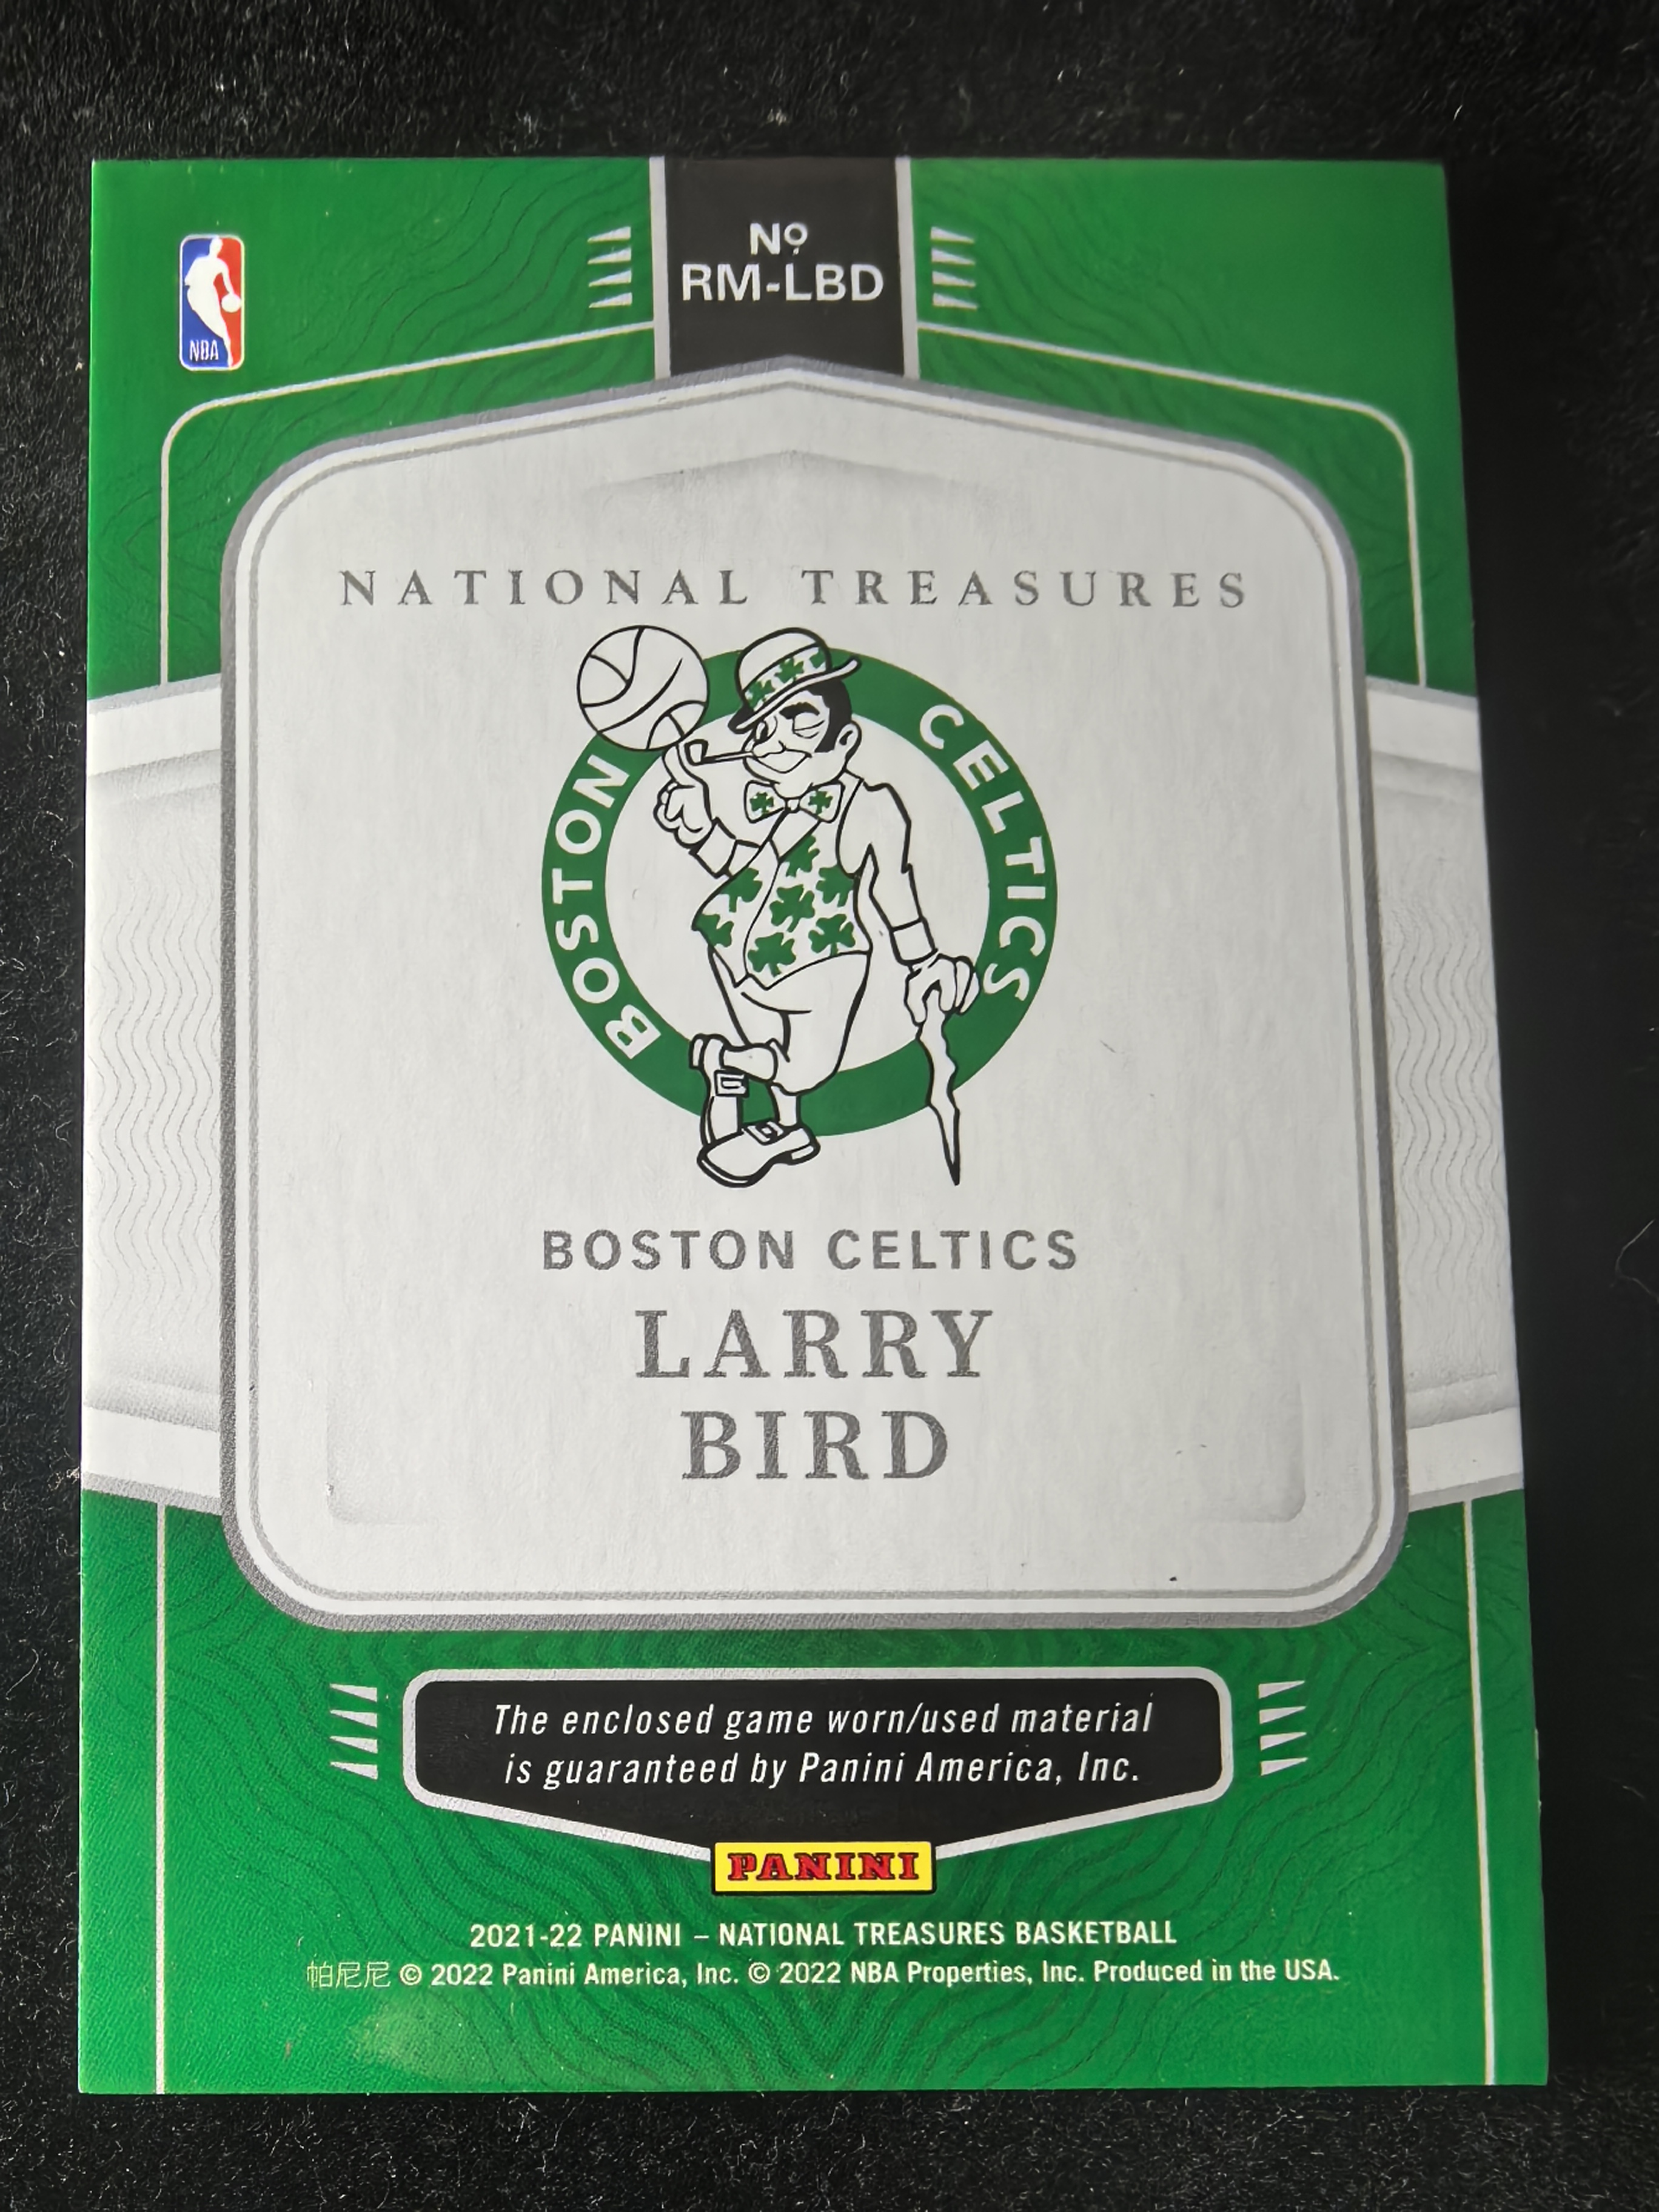 Nº
RM-LBD
NBA
NATIONAL TREASURES
BOSTON CELTICS
BOSTON CELTICS
LARRY
BIRD
The enclosed game worn/used material
is guaranteed by Panini America, Inc.
PANINI
2021-22 PANINI – NATIONAL TREASURES BASKETBALL
帕尼尼 © 2022 Panini America, Inc. © 2022 NBA Properties, Inc. Produced in the USA.